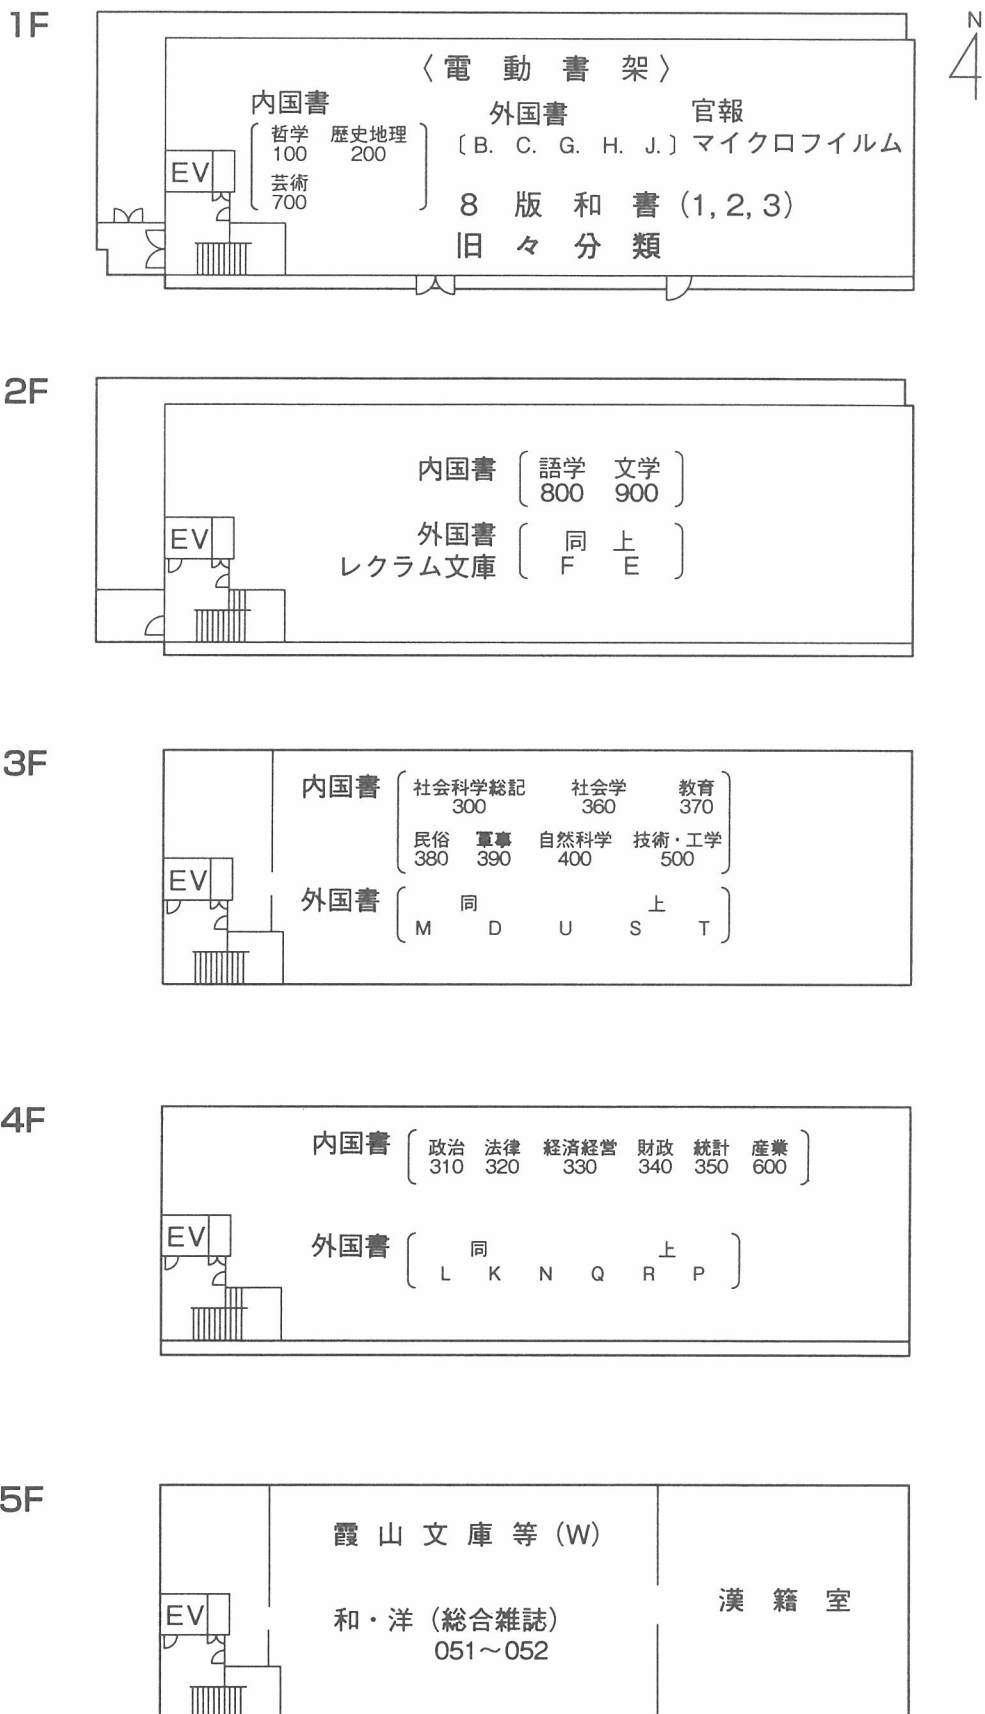 1F
N
〈電動書架〉
内国書
外国書
官報
哲学 歴史地理
100 200
〔B. C. G. H. J.〕マイクロフイルム
EV
芸術
700
8版和書(1, 2, 3)
旧々分類
2F
内国書 語学 文学
800 900
外国書 同上
レクラム文庫 F E
EV
3F
内国書 社会科学総記 社会学 教育
300 360 370
民俗 軍事 自然科学 技術・工学
380 390 400 500
EV
外国書 同上
M D U S T
4F
内国書 政治 法律 経済経営 財政 統計 産業
310 320 330 340 350 600
EV
外国書 同上
L K N Q R P
5F
霞山文庫等(W)
漢籍室
EV
和・洋(総合雑誌)
051〜052